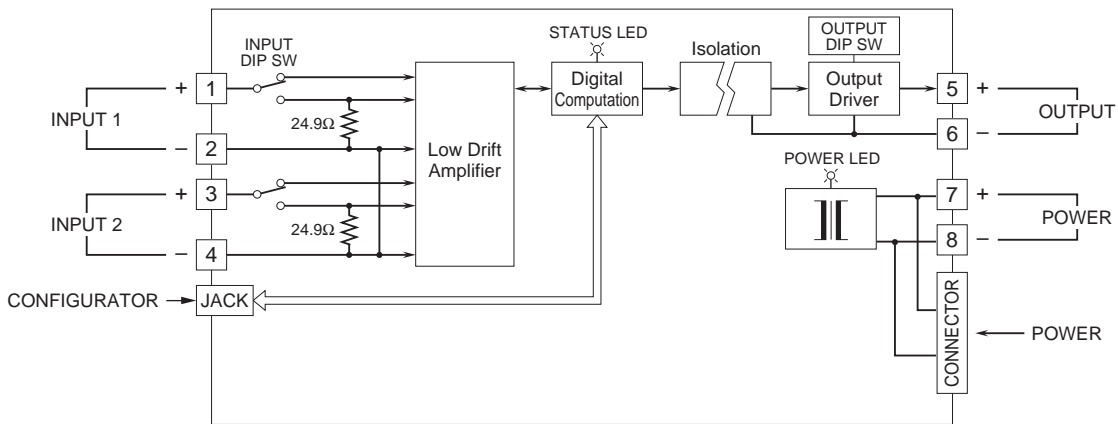 INPUT
DIP SW
STATUS LED
Isolation
OUTPUT
DIP SW
+ 1
INPUT 1
24.9Ω
− 2
+ 3
INPUT 2
24.9Ω
− 4
Low Drift
Amplifier
Digital
Computation
Output
Driver
5 +
OUTPUT
6 −
POWER LED
7 +
POWER
8 −
CONFIGURATOR
JACK
CONNECTOR
POWER